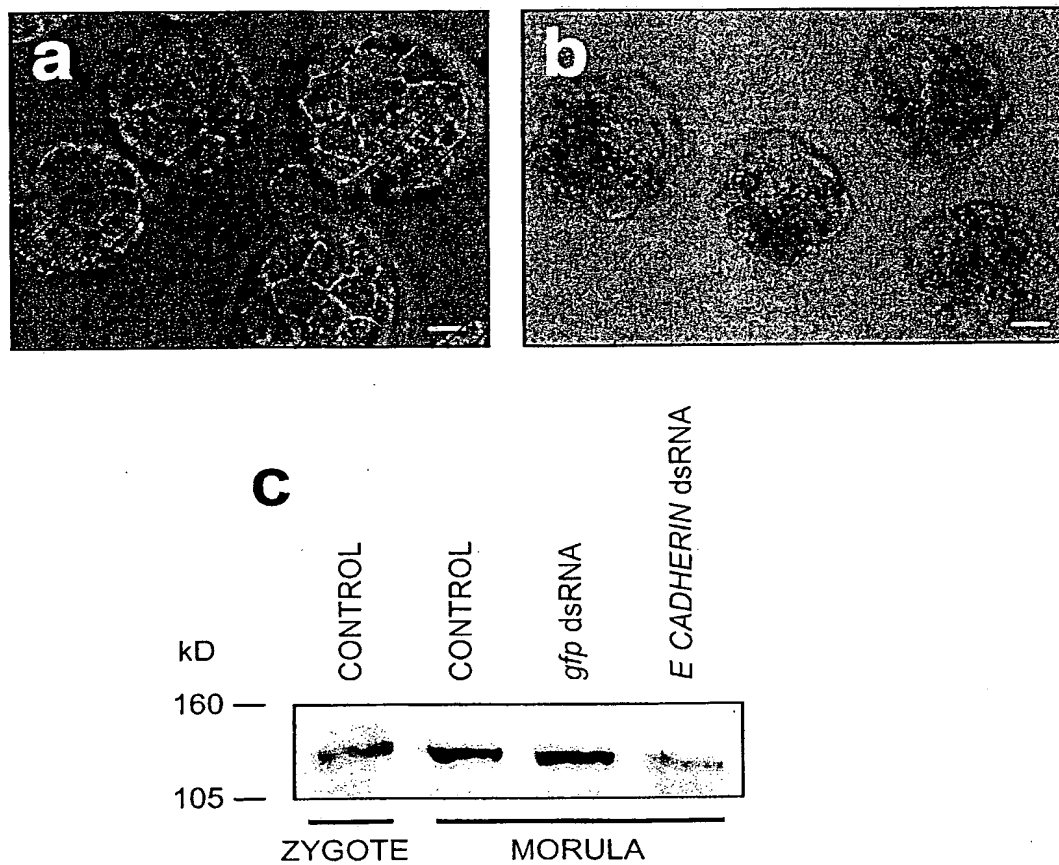 a
b
c
CONTROL
CONTROL
gfp dsRNA
E CADHERIN dsRNA
kD
160
105
ZYGOTE
MORULA